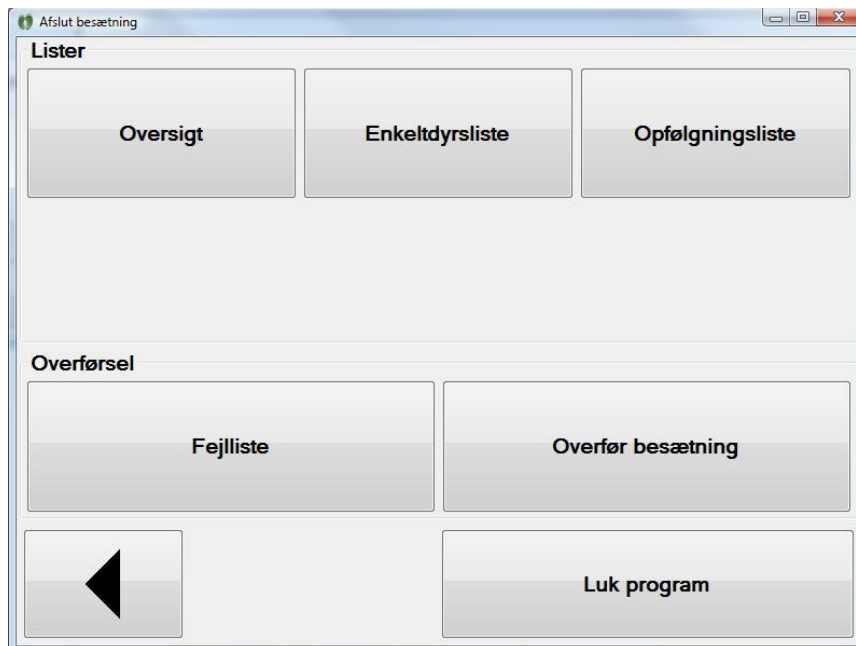 Afslut besætning
Lister
Oversigt
Enkeltdyrsliste
Opfølgningsliste
Overførsel
Fejlliste
Overfør besætning
Luk program